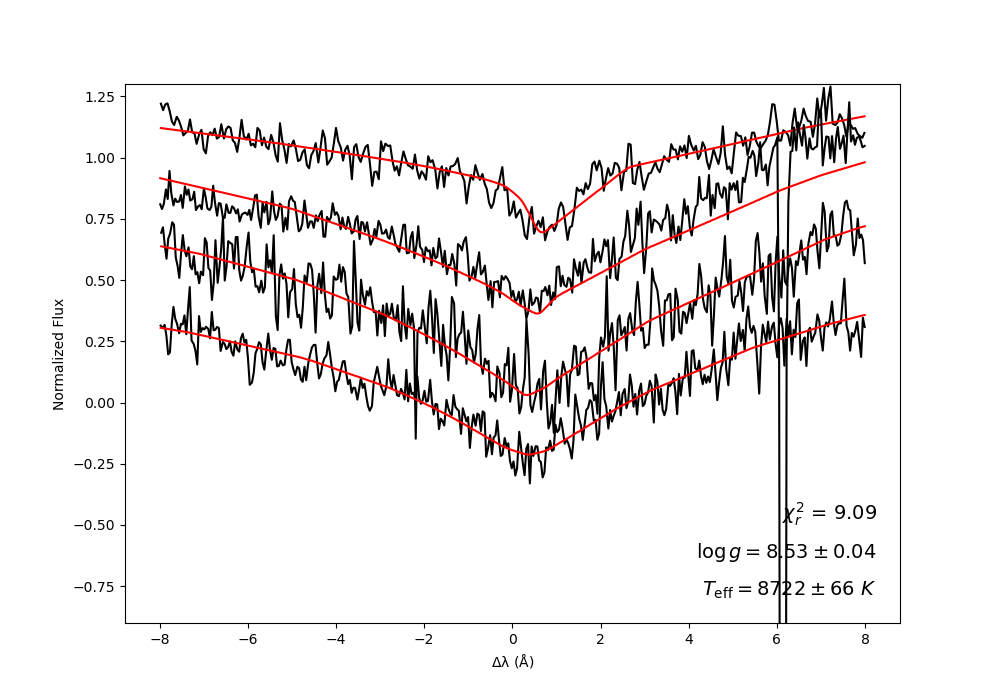 1.25
1.00
0.75
0.50
0.25
0.00
−0.25
−0.50
−0.75
Normalized Flux
χ²ᵣ = 9.09
log g = 8.53 ± 0.04
T_eff = 8722 ± 66 K
−8 −6 −4 −2 0 2 4 6 8
Δλ (Å)